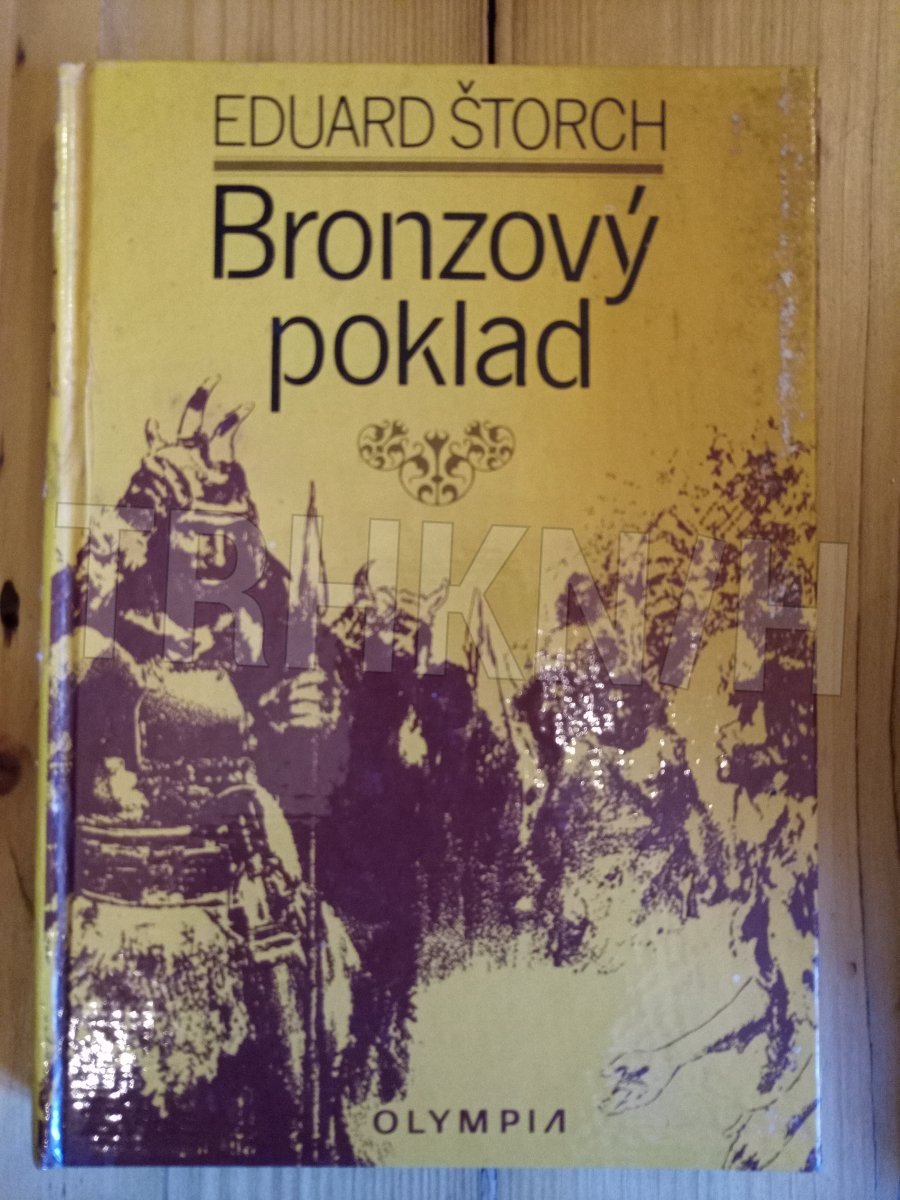 EDUARD ŠTORCH
Bronzový
poklad
TRHKNIH
OLYMPIA